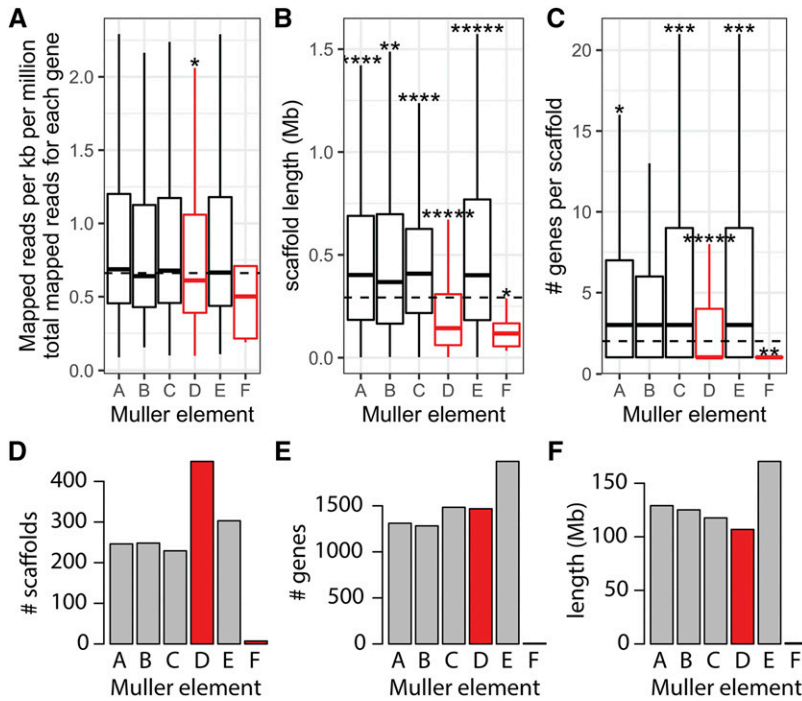 A
Mapped reads per kb per million
total mapped reads for each gene
2.0
1.5
1.0
0.5
0.0
*
A B C D E F
Muller element
B
scaffold length (Mb)
1.5
1.0
0.5
0.0
****
**
****
*****
*****
*
A B C D E F
Muller element
C
# genes per scaffold
20
15
10
5
0
*
***
*****
***
**
A B C D E F
Muller element
D
# scaffolds
400
300
200
100
0
A B C D E F
Muller element
E
# genes
1500
1000
500
0
A B C D E F
Muller element
F
length (Mb)
150
100
50
0
A B C D E F
Muller element